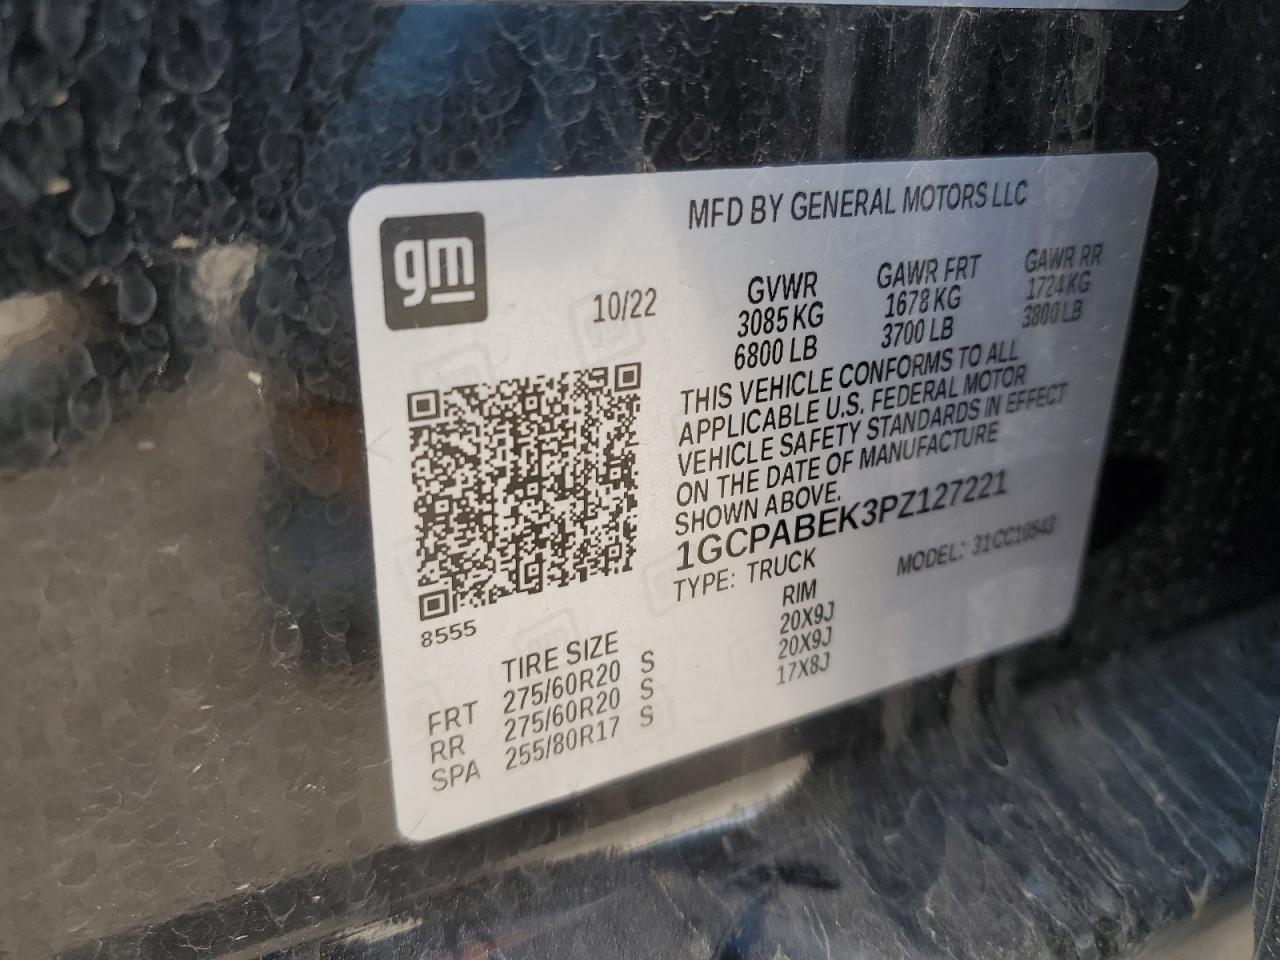 gm
MFD BY GENERAL MOTORS LLC
10/22
GVWR GAWR FRT GAWR RR
3085 KG 1678 KG 1724 KG
6800 LB 3700 LB 3800 LB
THIS VEHICLE CONFORMS TO ALL
APPLICABLE U.S. FEDERAL MOTOR
VEHICLE SAFETY STANDARDS IN EFFECT
ON THE DATE OF MANUFACTURE
SHOWN ABOVE.
1GCPABEK3PZ127221
TYPE: TRUCK MODEL: 31CC10543
8555
TIRE SIZE RIM
FRT 275/60R20 S 20X9J
RR 275/60R20 S 20X9J
SPA 255/80R17 S 17X8J